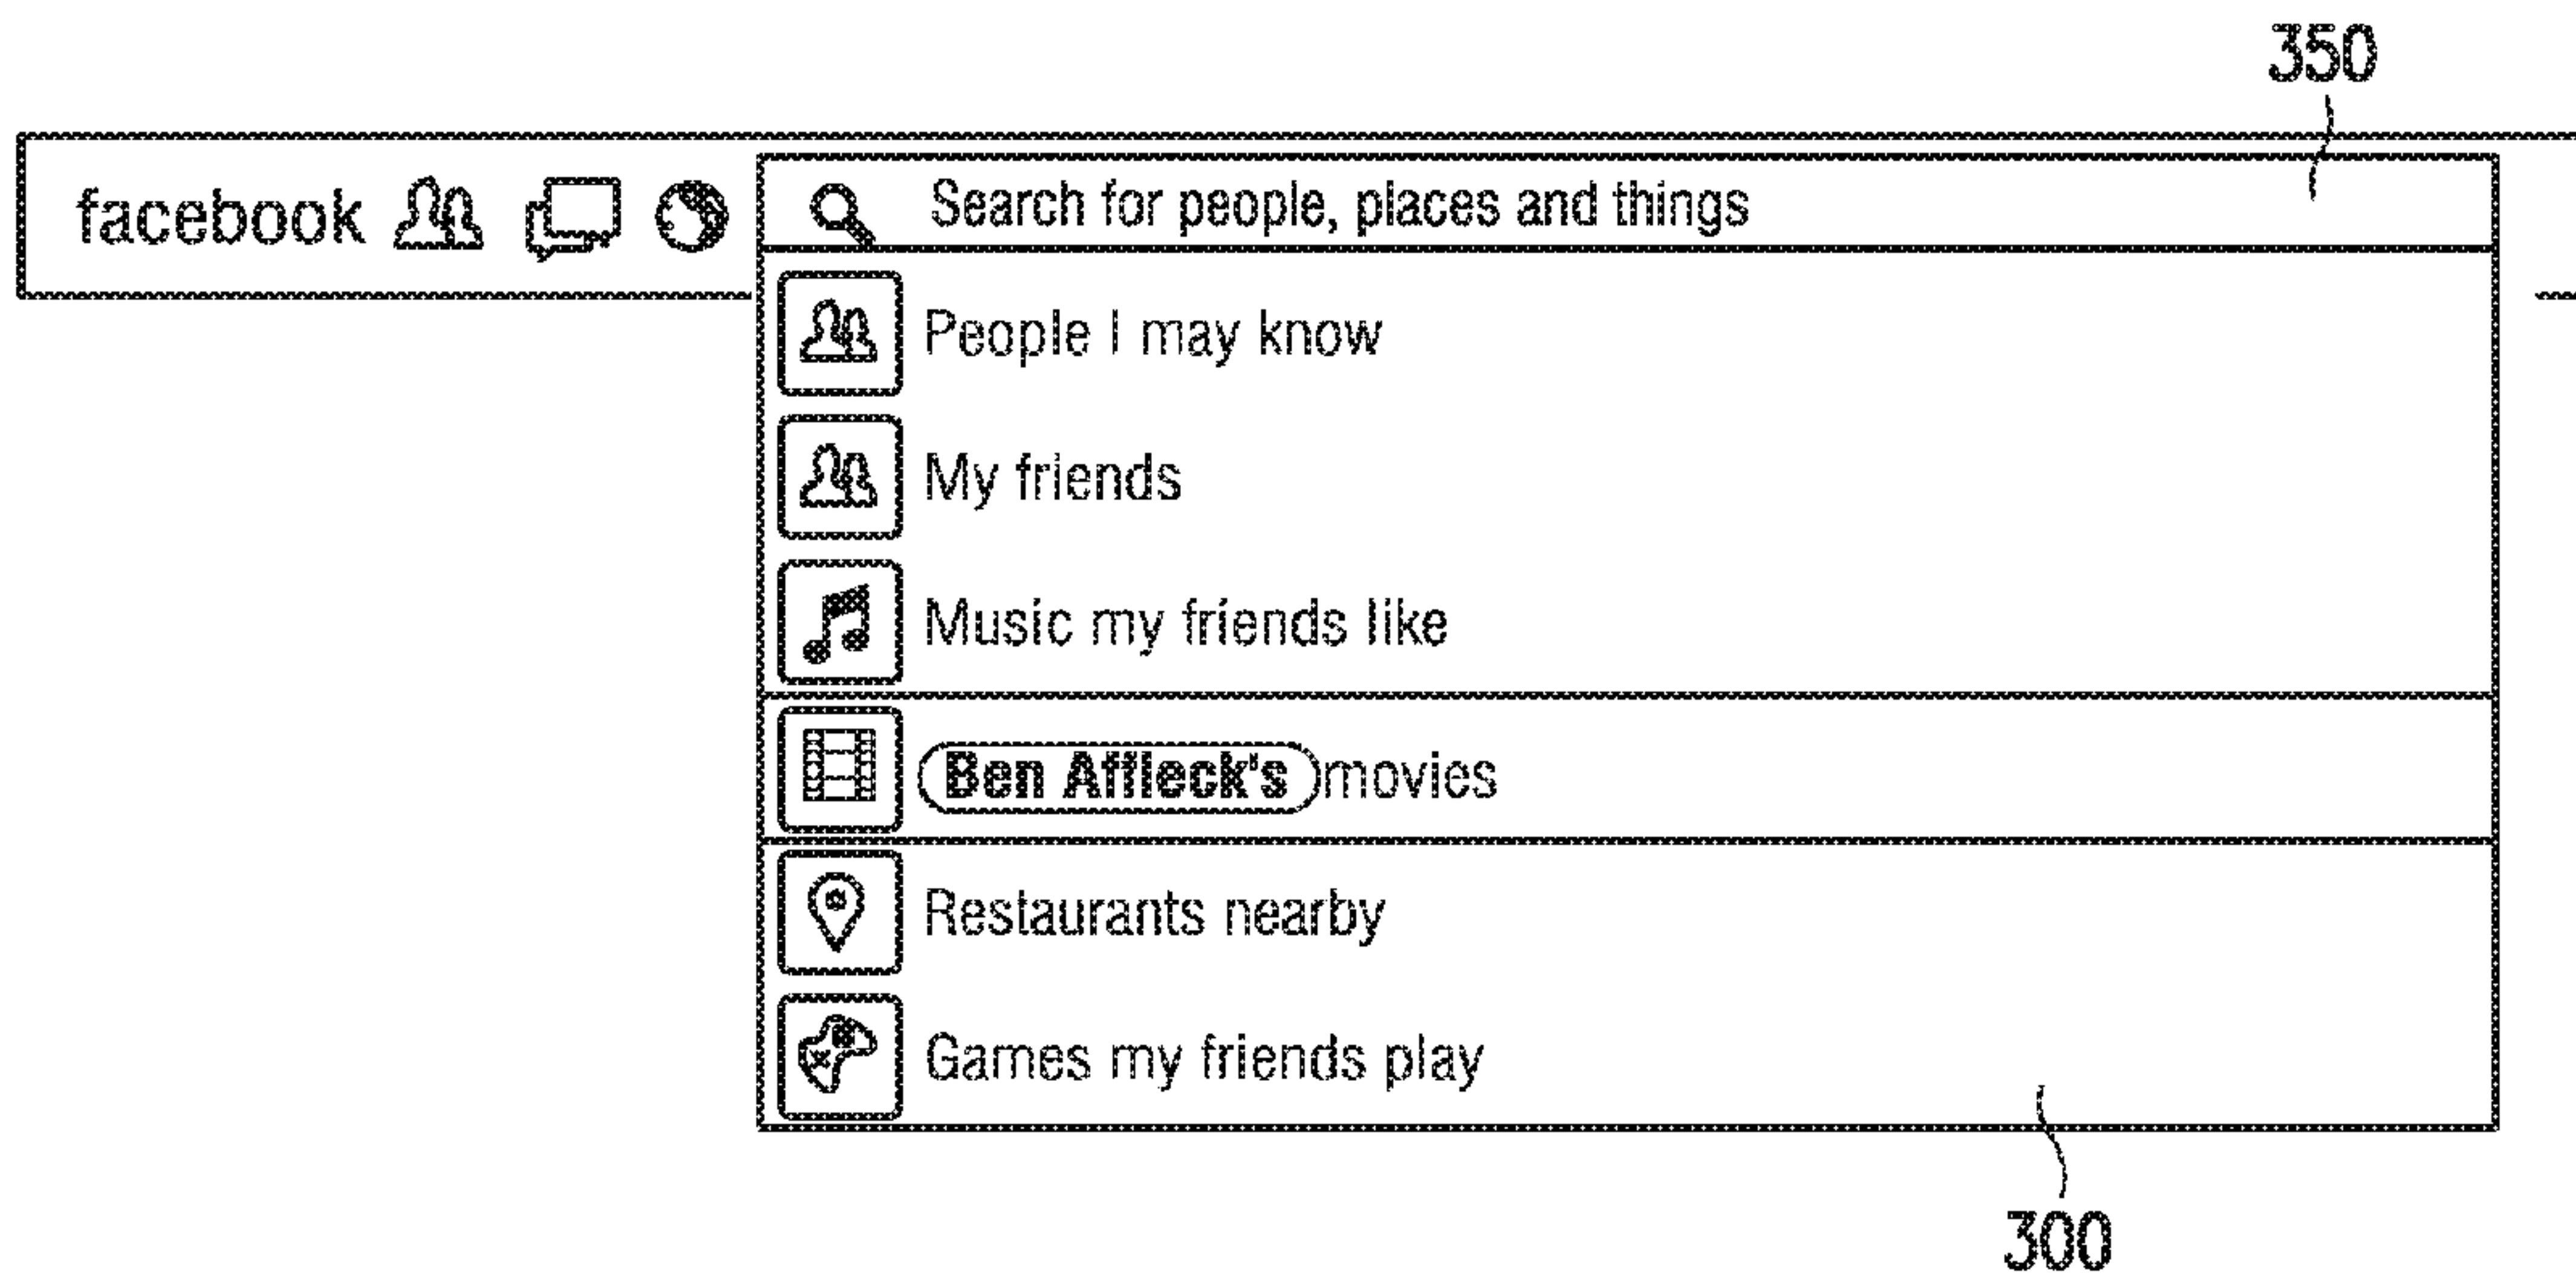 350
facebook
Search for people, places and things
People I may know
My friends
Music my friends like
Ben Affleck's movies
Restaurants nearby
Games my friends play
300